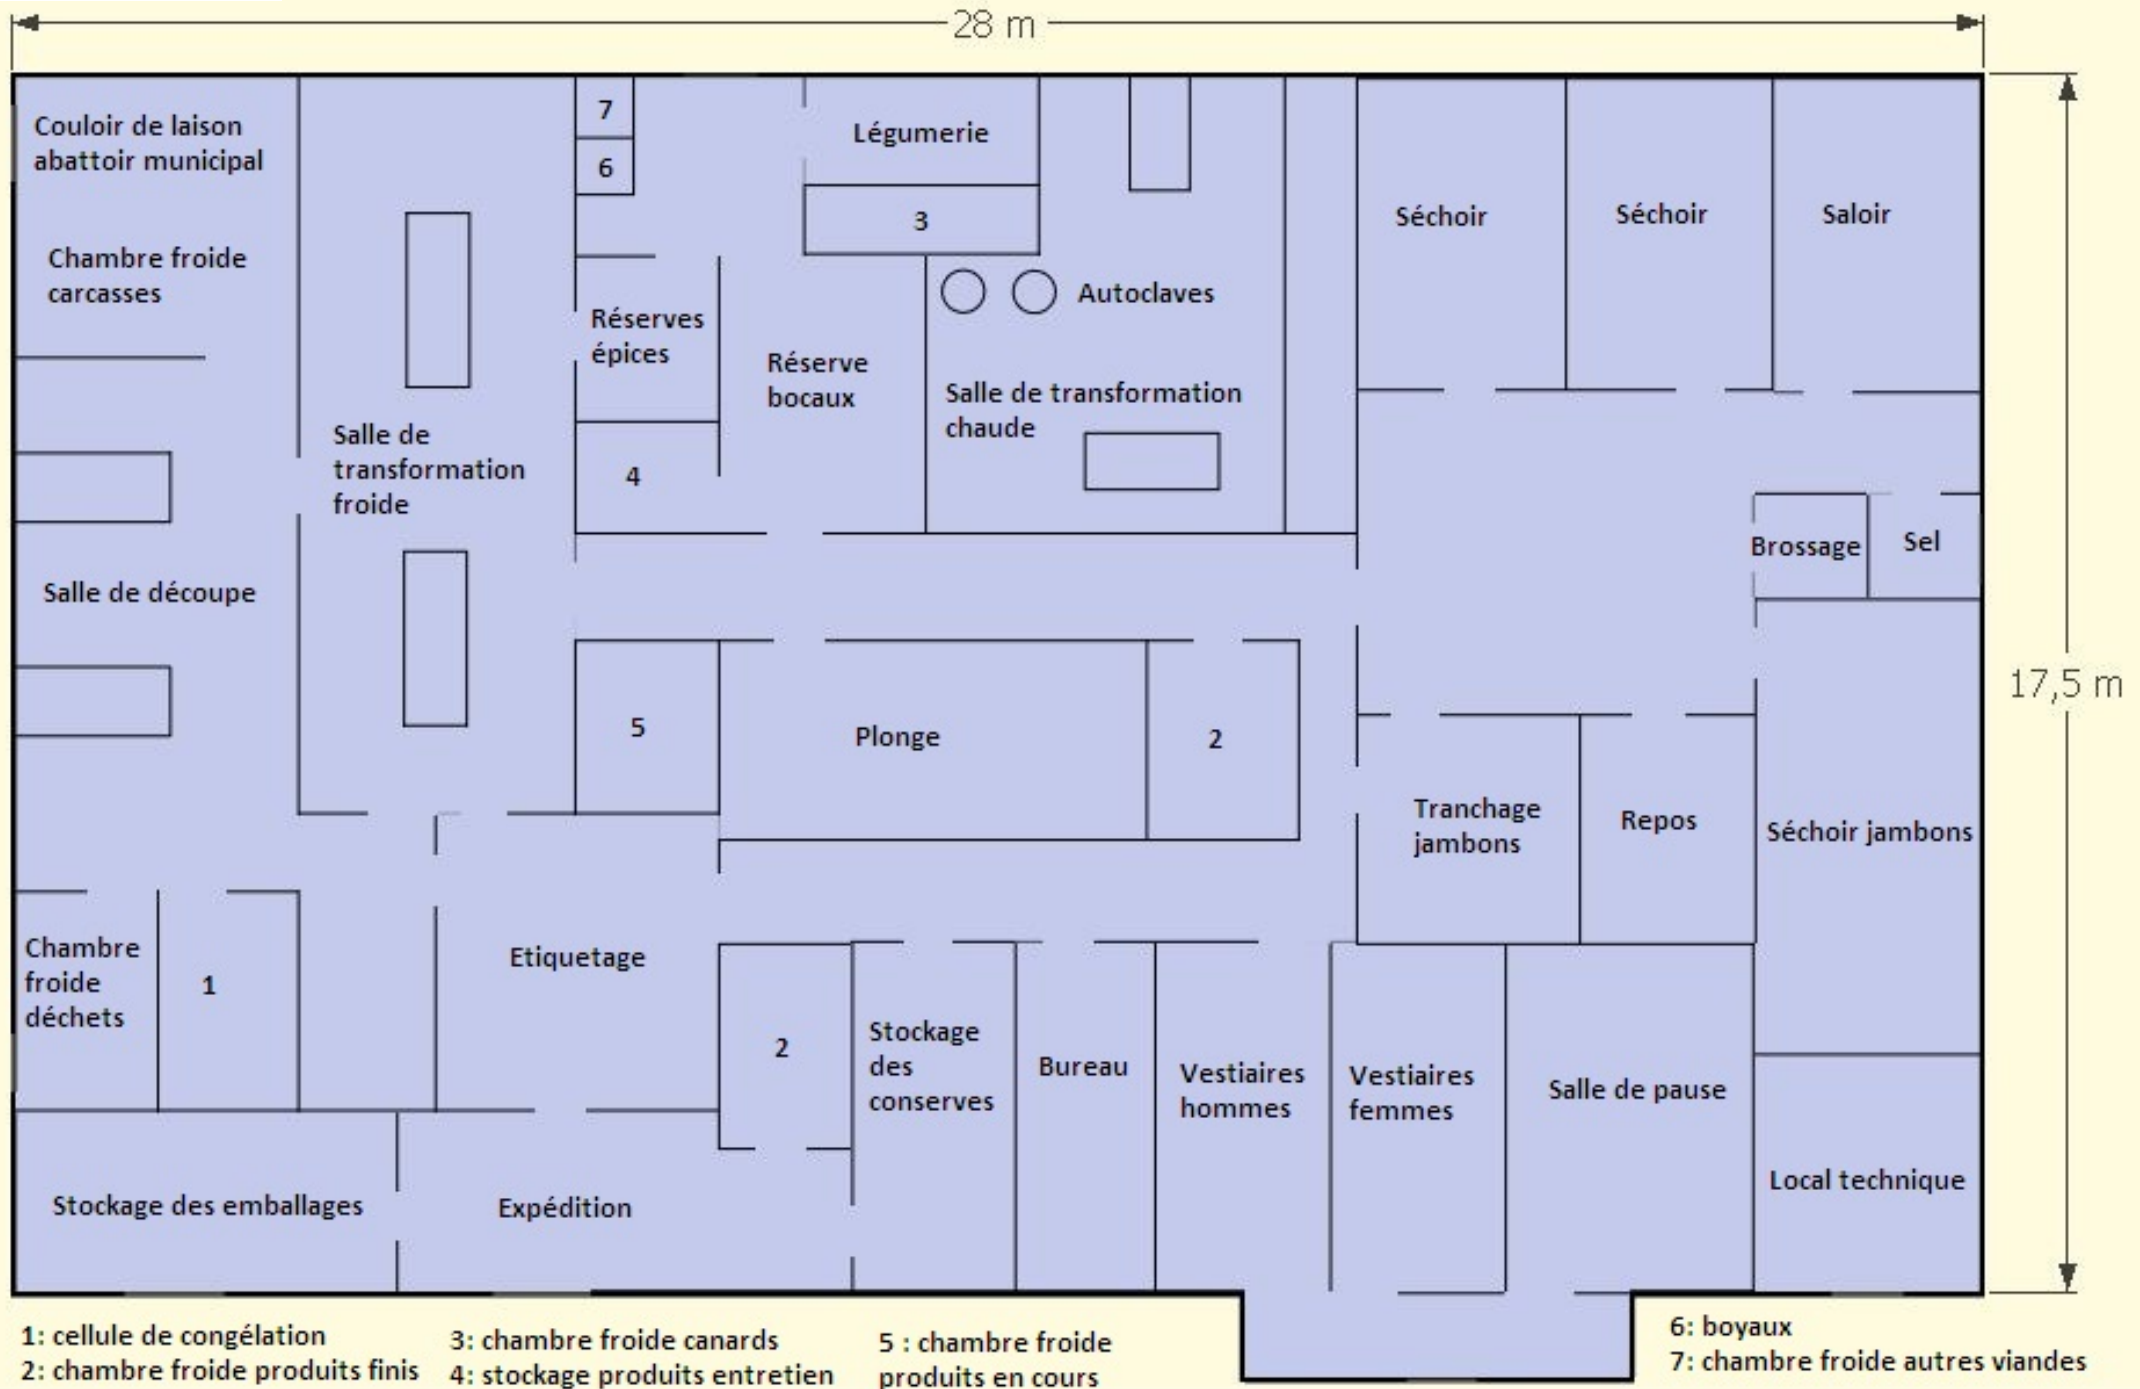 28 m
Couloir de laison
abattoir municipal
7
6
Légumerie
3
Chambre froide
carcasses
Séchoir
Séchoir
Saloir
Réserves
épices
Autoclaves
Réserve
bocaux
Salle de transformation
chaude
Salle de
transformation
froide
4
Brossage
Sel
Salle de découpe
17,5 m
5
Plonge
2
Tranchage
jambons
Repos
Séchoir jambons
Chambre
froide
déchets
1
Etiquetage
2
Stockage
des
conserves
Bureau
Vestiaires
hommes
Vestiaires
femmes
Salle de pause
Local technique
Stockage des emballages
Expédition
1: cellule de congélation
2: chambre froide produits finis
3: chambre froide canards
4: stockage produits entretien
5 : chambre froide
produits en cours
6: boyaux
7: chambre froide autres viandes